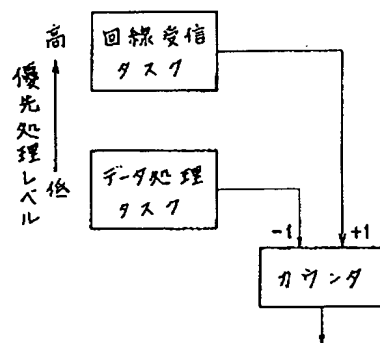 高
優先処理レベル
低
回線受信
タスク
データ処理
タスク
-1
+1
カウンタ